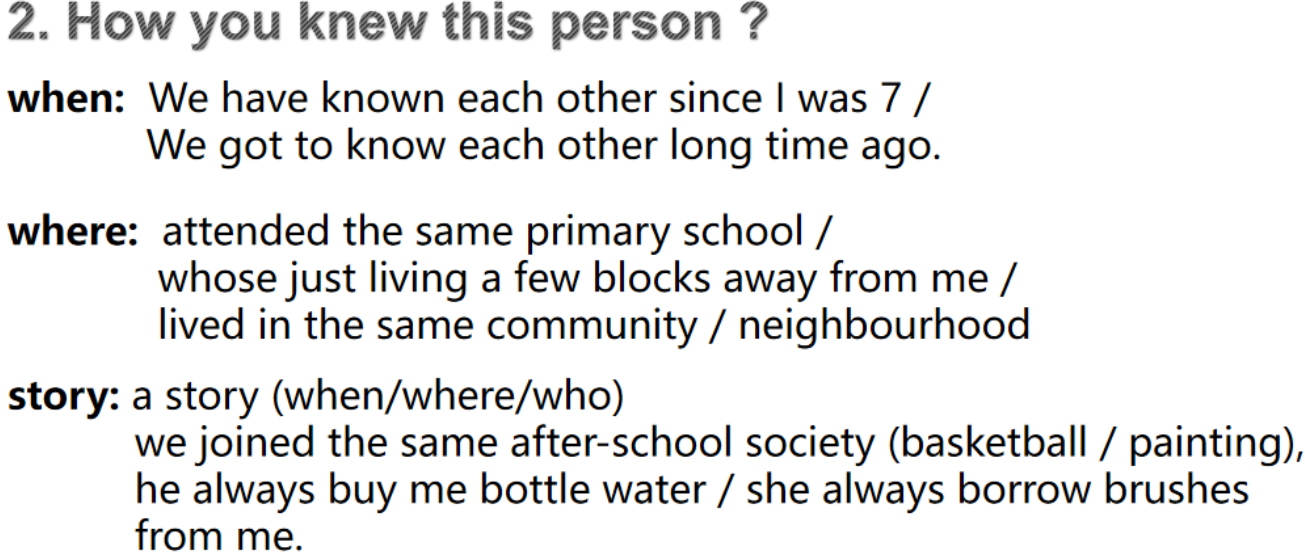 2. How you knew this person ?
when: We have known each other since I was 7 /
We got to know each other long time ago.
where: attended the same primary school /
whose just living a few blocks away from me /
lived in the same community / neighbourhood
story: a story (when/where/who)
we joined the same after-school society (basketball / painting),
he always buy me bottle water / she always borrow brushes
from me.